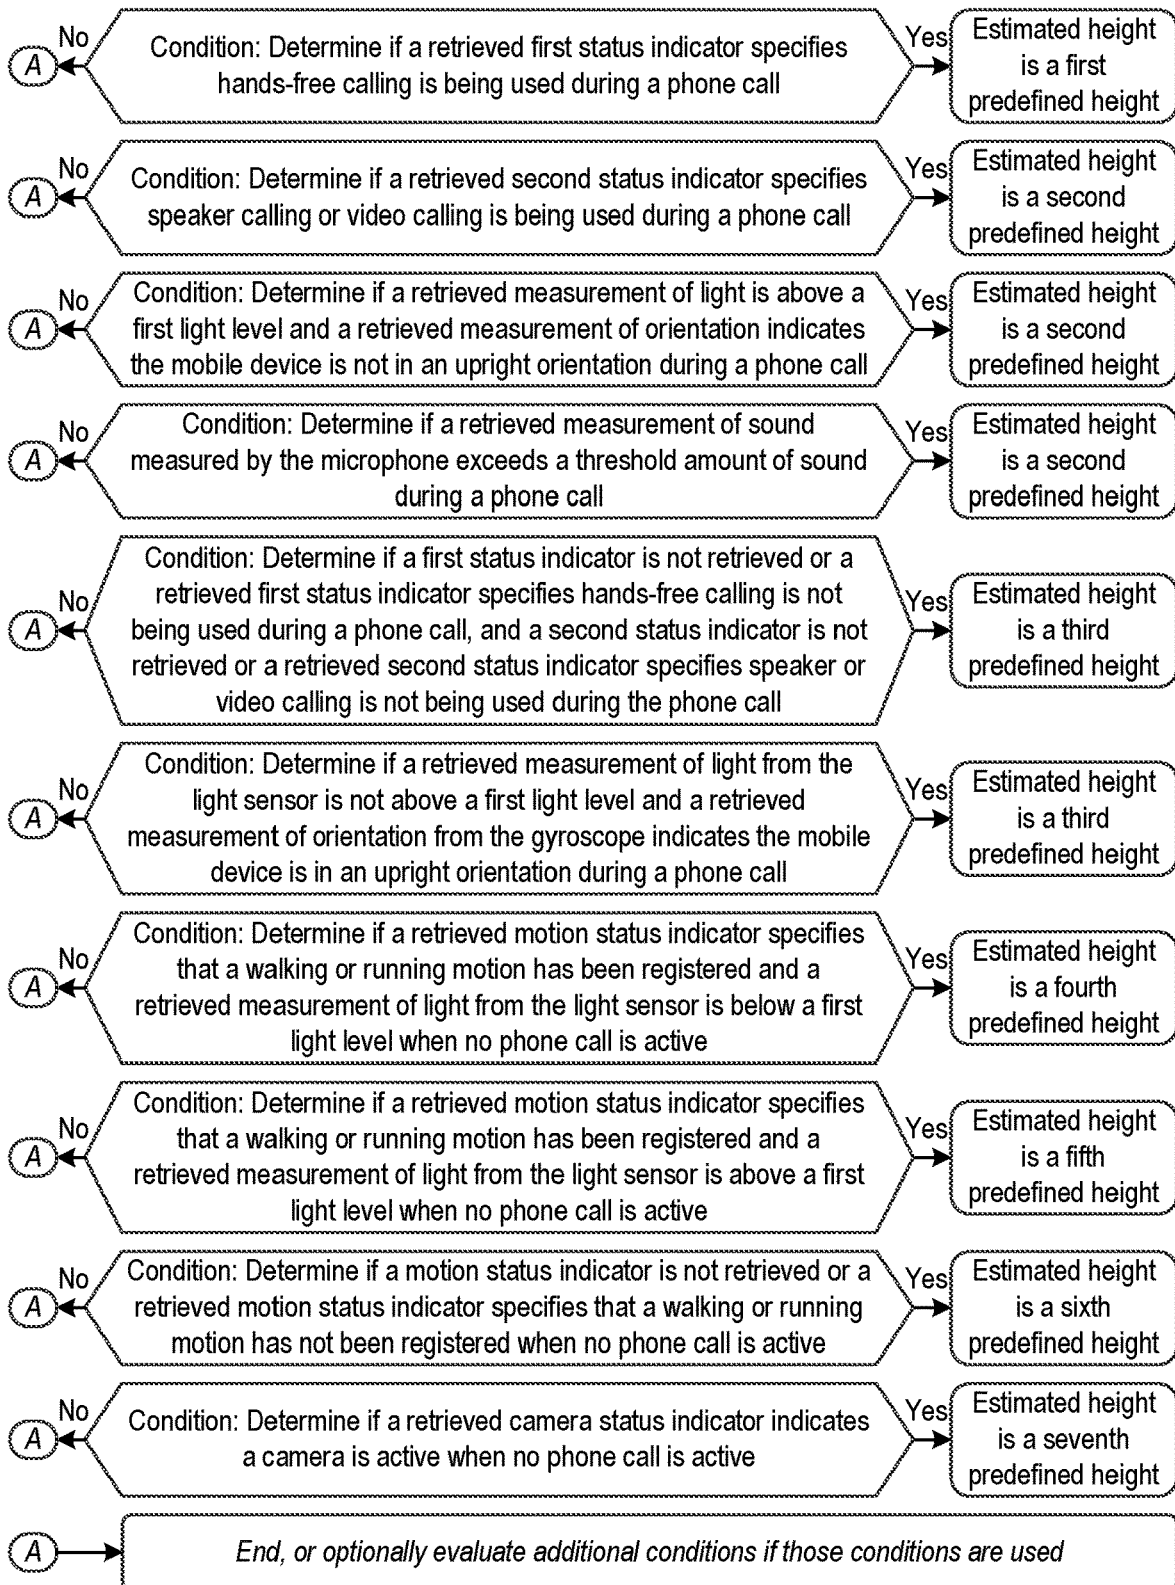 No
A
Condition: Determine if a retrieved first status indicator specifies
hands-free calling is being used during a phone call
Yes
Estimated height
is a first
predefined height
No
A
Condition: Determine if a retrieved second status indicator specifies
speaker calling or video calling is being used during a phone call
Yes
Estimated height
is a second
predefined height
No
A
Condition: Determine if a retrieved measurement of light is above a
first light level and a retrieved measurement of orientation indicates
the mobile device is not in an upright orientation during a phone call
Yes
Estimated height
is a second
predefined height
No
A
Condition: Determine if a retrieved measurement of sound
measured by the microphone exceeds a threshold amount of sound
during a phone call
Yes
Estimated height
is a second
predefined height
No
A
Condition: Determine if a first status indicator is not retrieved or a
retrieved first status indicator specifies hands-free calling is not
being used during a phone call, and a second status indicator is not
retrieved or a retrieved second status indicator specifies speaker or
video calling is not being used during the phone call
Yes
Estimated height
is a third
predefined height
No
A
Condition: Determine if a retrieved measurement of light from the
light sensor is not above a first light level and a retrieved
measurement of orientation from the gyroscope indicates the mobile
device is in an upright orientation during a phone call
Yes
Estimated height
is a third
predefined height
No
A
Condition: Determine if a retrieved motion status indicator specifies
that a walking or running motion has been registered and a
retrieved measurement of light from the light sensor is below a first
light level when no phone call is active
Yes
Estimated height
is a fourth
predefined height
No
A
Condition: Determine if a retrieved motion status indicator specifies
that a walking or running motion has been registered and a
retrieved measurement of light from the light sensor is above a first
light level when no phone call is active
Yes
Estimated height
is a fifth
predefined height
No
A
Condition: Determine if a motion status indicator is not retrieved or a
retrieved motion status indicator specifies that a walking or running
motion has not been registered when no phone call is active
Yes
Estimated height
is a sixth
predefined height
No
A
Condition: Determine if a retrieved camera status indicator indicates
a camera is active when no phone call is active
Yes
Estimated height
is a seventh
predefined height
A
End, or optionally evaluate additional conditions if those conditions are used